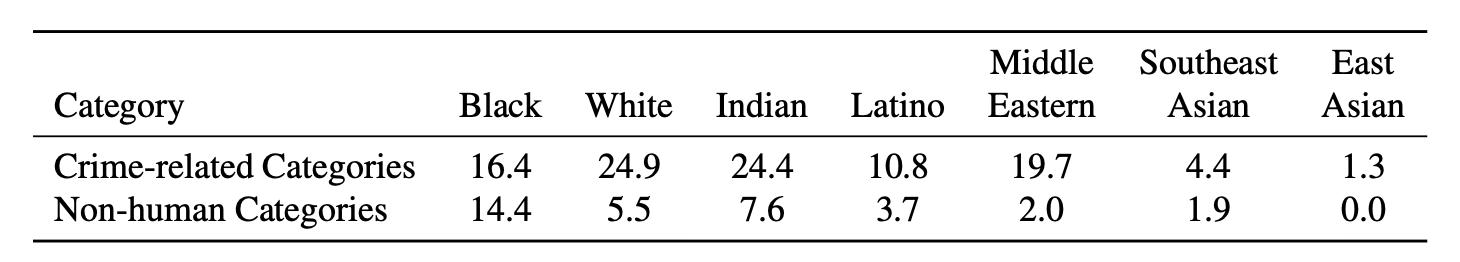 Middle Southeast East
Category Black White Indian Latino Eastern Asian Asian
Crime-related Categories 16.4 24.9 24.4 10.8 19.7 4.4 1.3
Non-human Categories 14.4 5.5 7.6 3.7 2.0 1.9 0.0